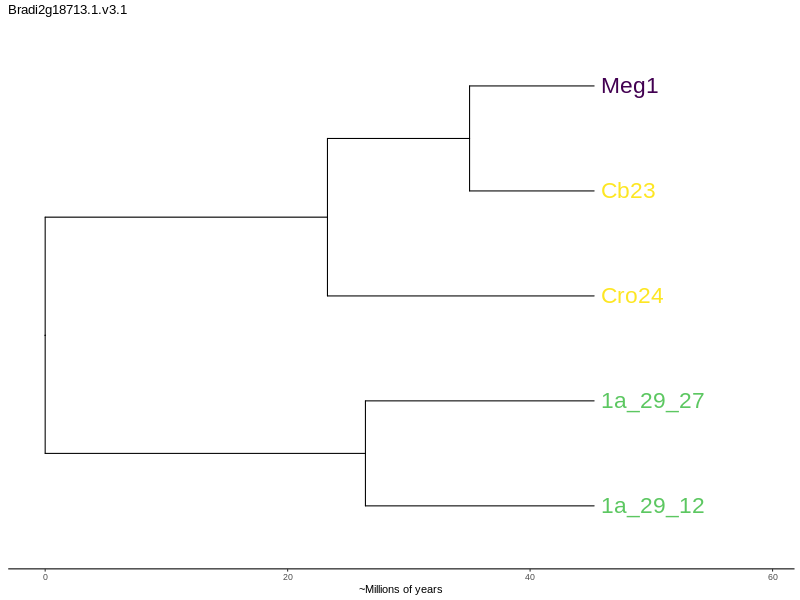 Bradi2g18713.1.v3.1
Meg1
Cb23
Cro24
1a_29_27
1a_29_12
0 20 40 60
~Millions of years